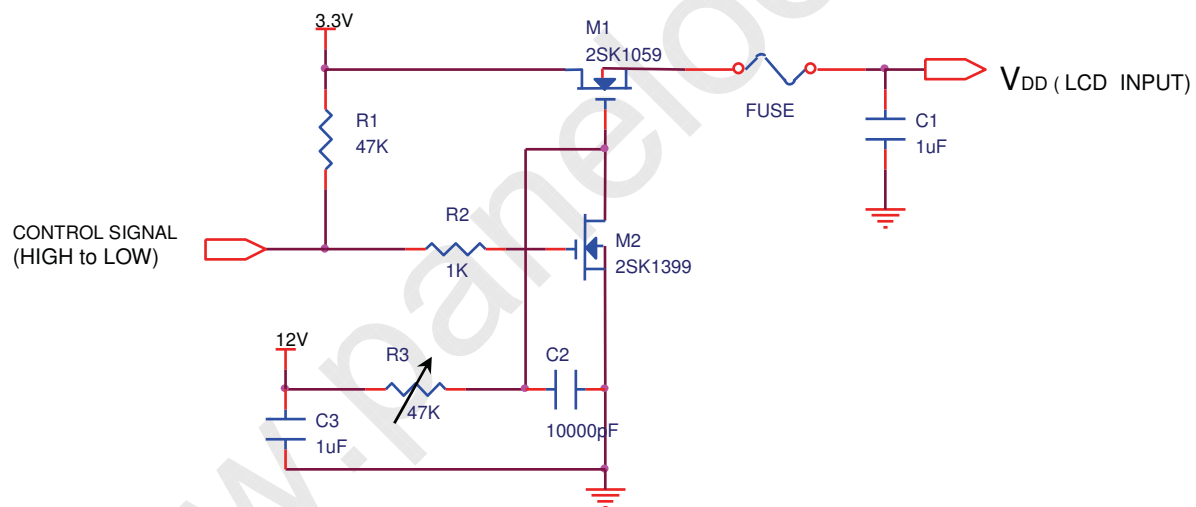 3.3V
M1
2SK1059
FUSE
VDD ( LCD INPUT)
R1
47K
C1
1uF
CONTROL SIGNAL
(HIGH to LOW)
R2
1K
M2
2SK1399
12V
R3
47K
C2
10000pF
C3
1uF
w.paneloo